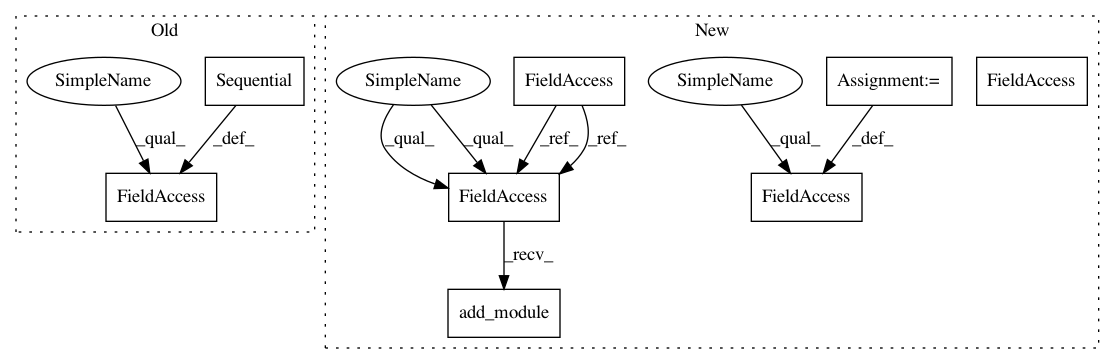 Old
New
SimpleName
Sequential
SimpleName
FieldAccess
SimpleName
Assignment:=
FieldAccess
_qual_
_def_
_qual_
_qual_
_ref_
_ref_
_qual_
_def_
FieldAccess
FieldAccess
FieldAccess
_recv_
add_module